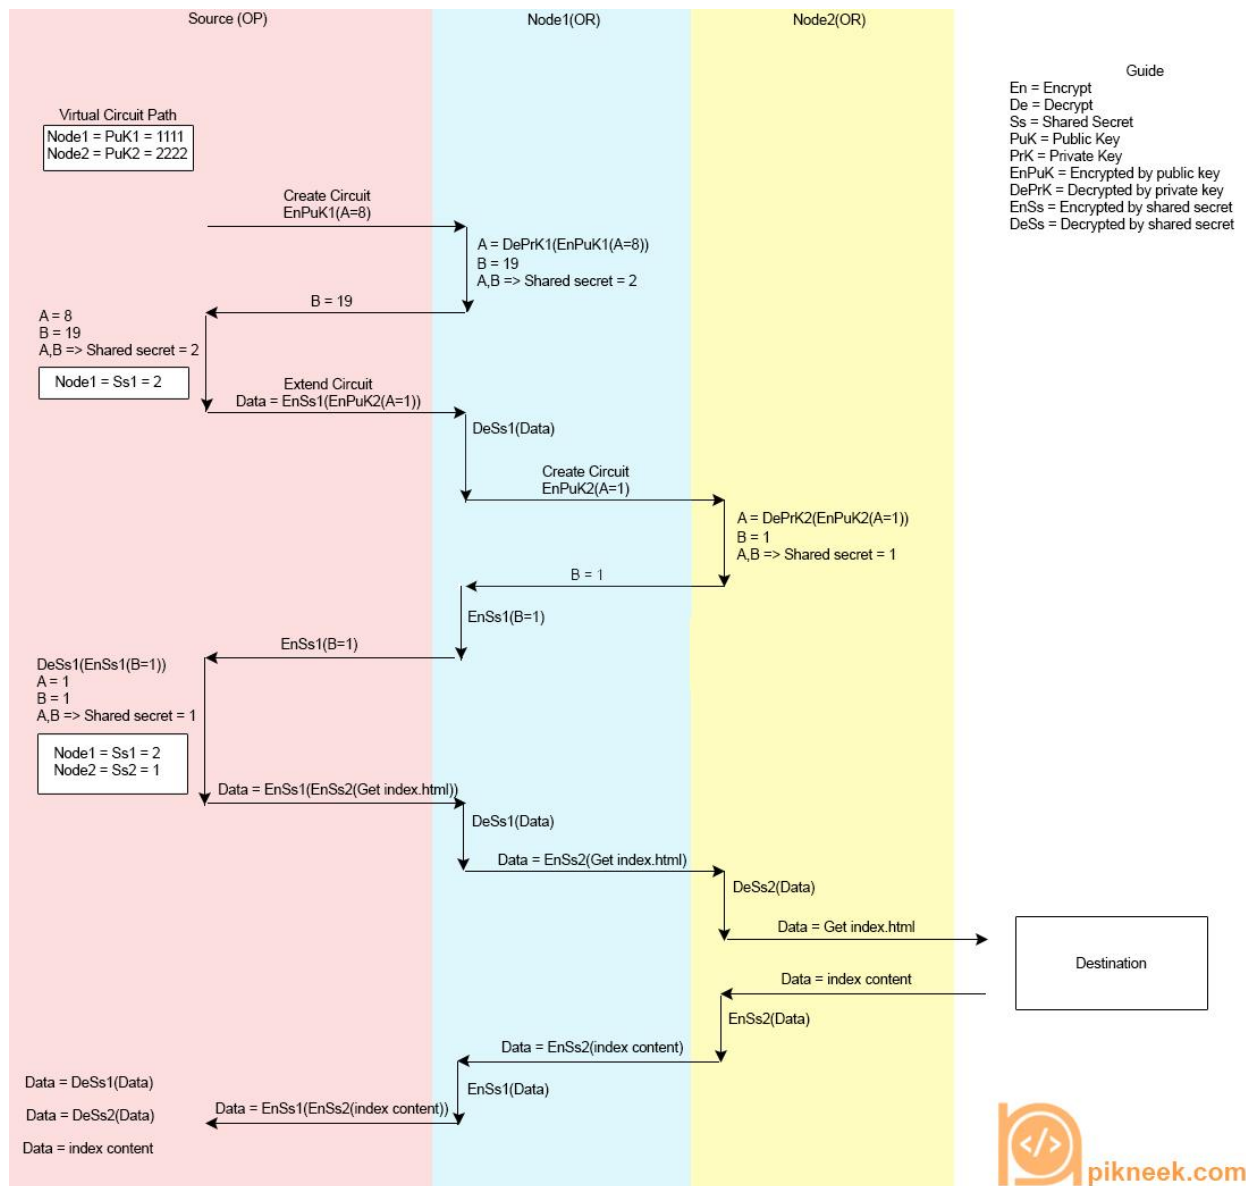 Source (OP)
Node1(OR)
Node2(OR)
Guide
En = Encrypt
De = Decrypt
Ss = Shared Secret
PuK = Public Key
PrK = Private Key
EnPuK = Encrypted by public key
DePrK = Decrypted by private key
EnSs = Encrypted by shared secret
DeSs = Decrypted by shared secret
Virtual Circuit Path
Node1 = PuK1 = 1111
Node2 = PuK2 = 2222
Create Circuit
EnPuK1(A=8)
A = DePrK1(EnPuK1(A=8))
B = 19
A,B => Shared secret = 2
B = 19
A = 8
B = 19
A,B => Shared secret = 2
Node1 = Ss1 = 2
Extend Circuit
Data = EnSs1(EnPuK2(A=1))
DeSs1(Data)
Create Circuit
EnPuK2(A=1)
A = DePrK2(EnPuK2(A=1))
B = 1
A,B => Shared secret = 1
B = 1
EnSs1(B=1)
EnSs1(B=1)
DeSs1(EnSs1(B=1))
A = 1
B = 1
A,B => Shared secret = 1
Node1 = Ss1 = 2
Node2 = Ss2 = 1
Data = EnSs1(EnSs2(Get index.html))
DeSs1(Data)
Data = EnSs2(Get index.html)
DeSs2(Data)
Data = Get index.html
Destination
Data = index content
EnSs2(Data)
Data = EnSs2(index content)
EnSs1(Data)
Data = EnSs1(EnSs2(index content))
Data = DeSs1(Data)
Data = DeSs2(Data)
Data = index content
</>
pikneek.com